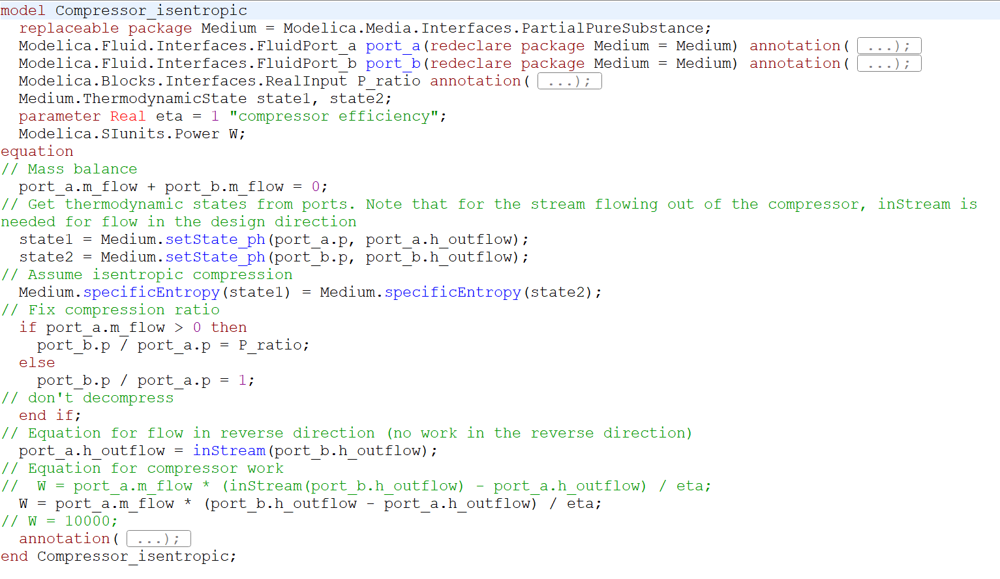 model Compressor_isentropic
  replaceable package Medium = Modelica.Media.Interfaces.PartialPureSubstance;
  Modelica.Fluid.Interfaces.FluidPort_a port_a(redeclare package Medium = Medium) annotation( ...);
  Modelica.Fluid.Interfaces.FluidPort_b port_b(redeclare package Medium = Medium) annotation( ...);
  Modelica.Blocks.Interfaces.RealInput P_ratio annotation( ...);
  Medium.ThermodynamicState state1, state2;
  parameter Real eta = 1 "compressor efficiency";
  Modelica.SIunits.Power W;
equation
// Mass balance
  port_a.m_flow + port_b.m_flow = 0;
// Get thermodynamic states from ports. Note that for the stream flowing out of the compressor, inStream is
needed for flow in the design direction
  state1 = Medium.setState_ph(port_a.p, port_a.h_outflow);
  state2 = Medium.setState_ph(port_b.p, port_b.h_outflow);
// Assume isentropic compression
  Medium.specificEntropy(state1) = Medium.specificEntropy(state2);
// Fix compression ratio
  if port_a.m_flow > 0 then
    port_b.p / port_a.p = P_ratio;
  else
    port_b.p / port_a.p = 1;
// don't decompress
  end if;
// Equation for flow in reverse direction (no work in the reverse direction)
  port_a.h_outflow = inStream(port_b.h_outflow);
// Equation for compressor work
//  W = port_a.m_flow * (inStream(port_b.h_outflow) - port_a.h_outflow) / eta;
  W = port_a.m_flow * (port_b.h_outflow - port_a.h_outflow) / eta;
// W = 10000;
  annotation( ...);
end Compressor_isentropic;